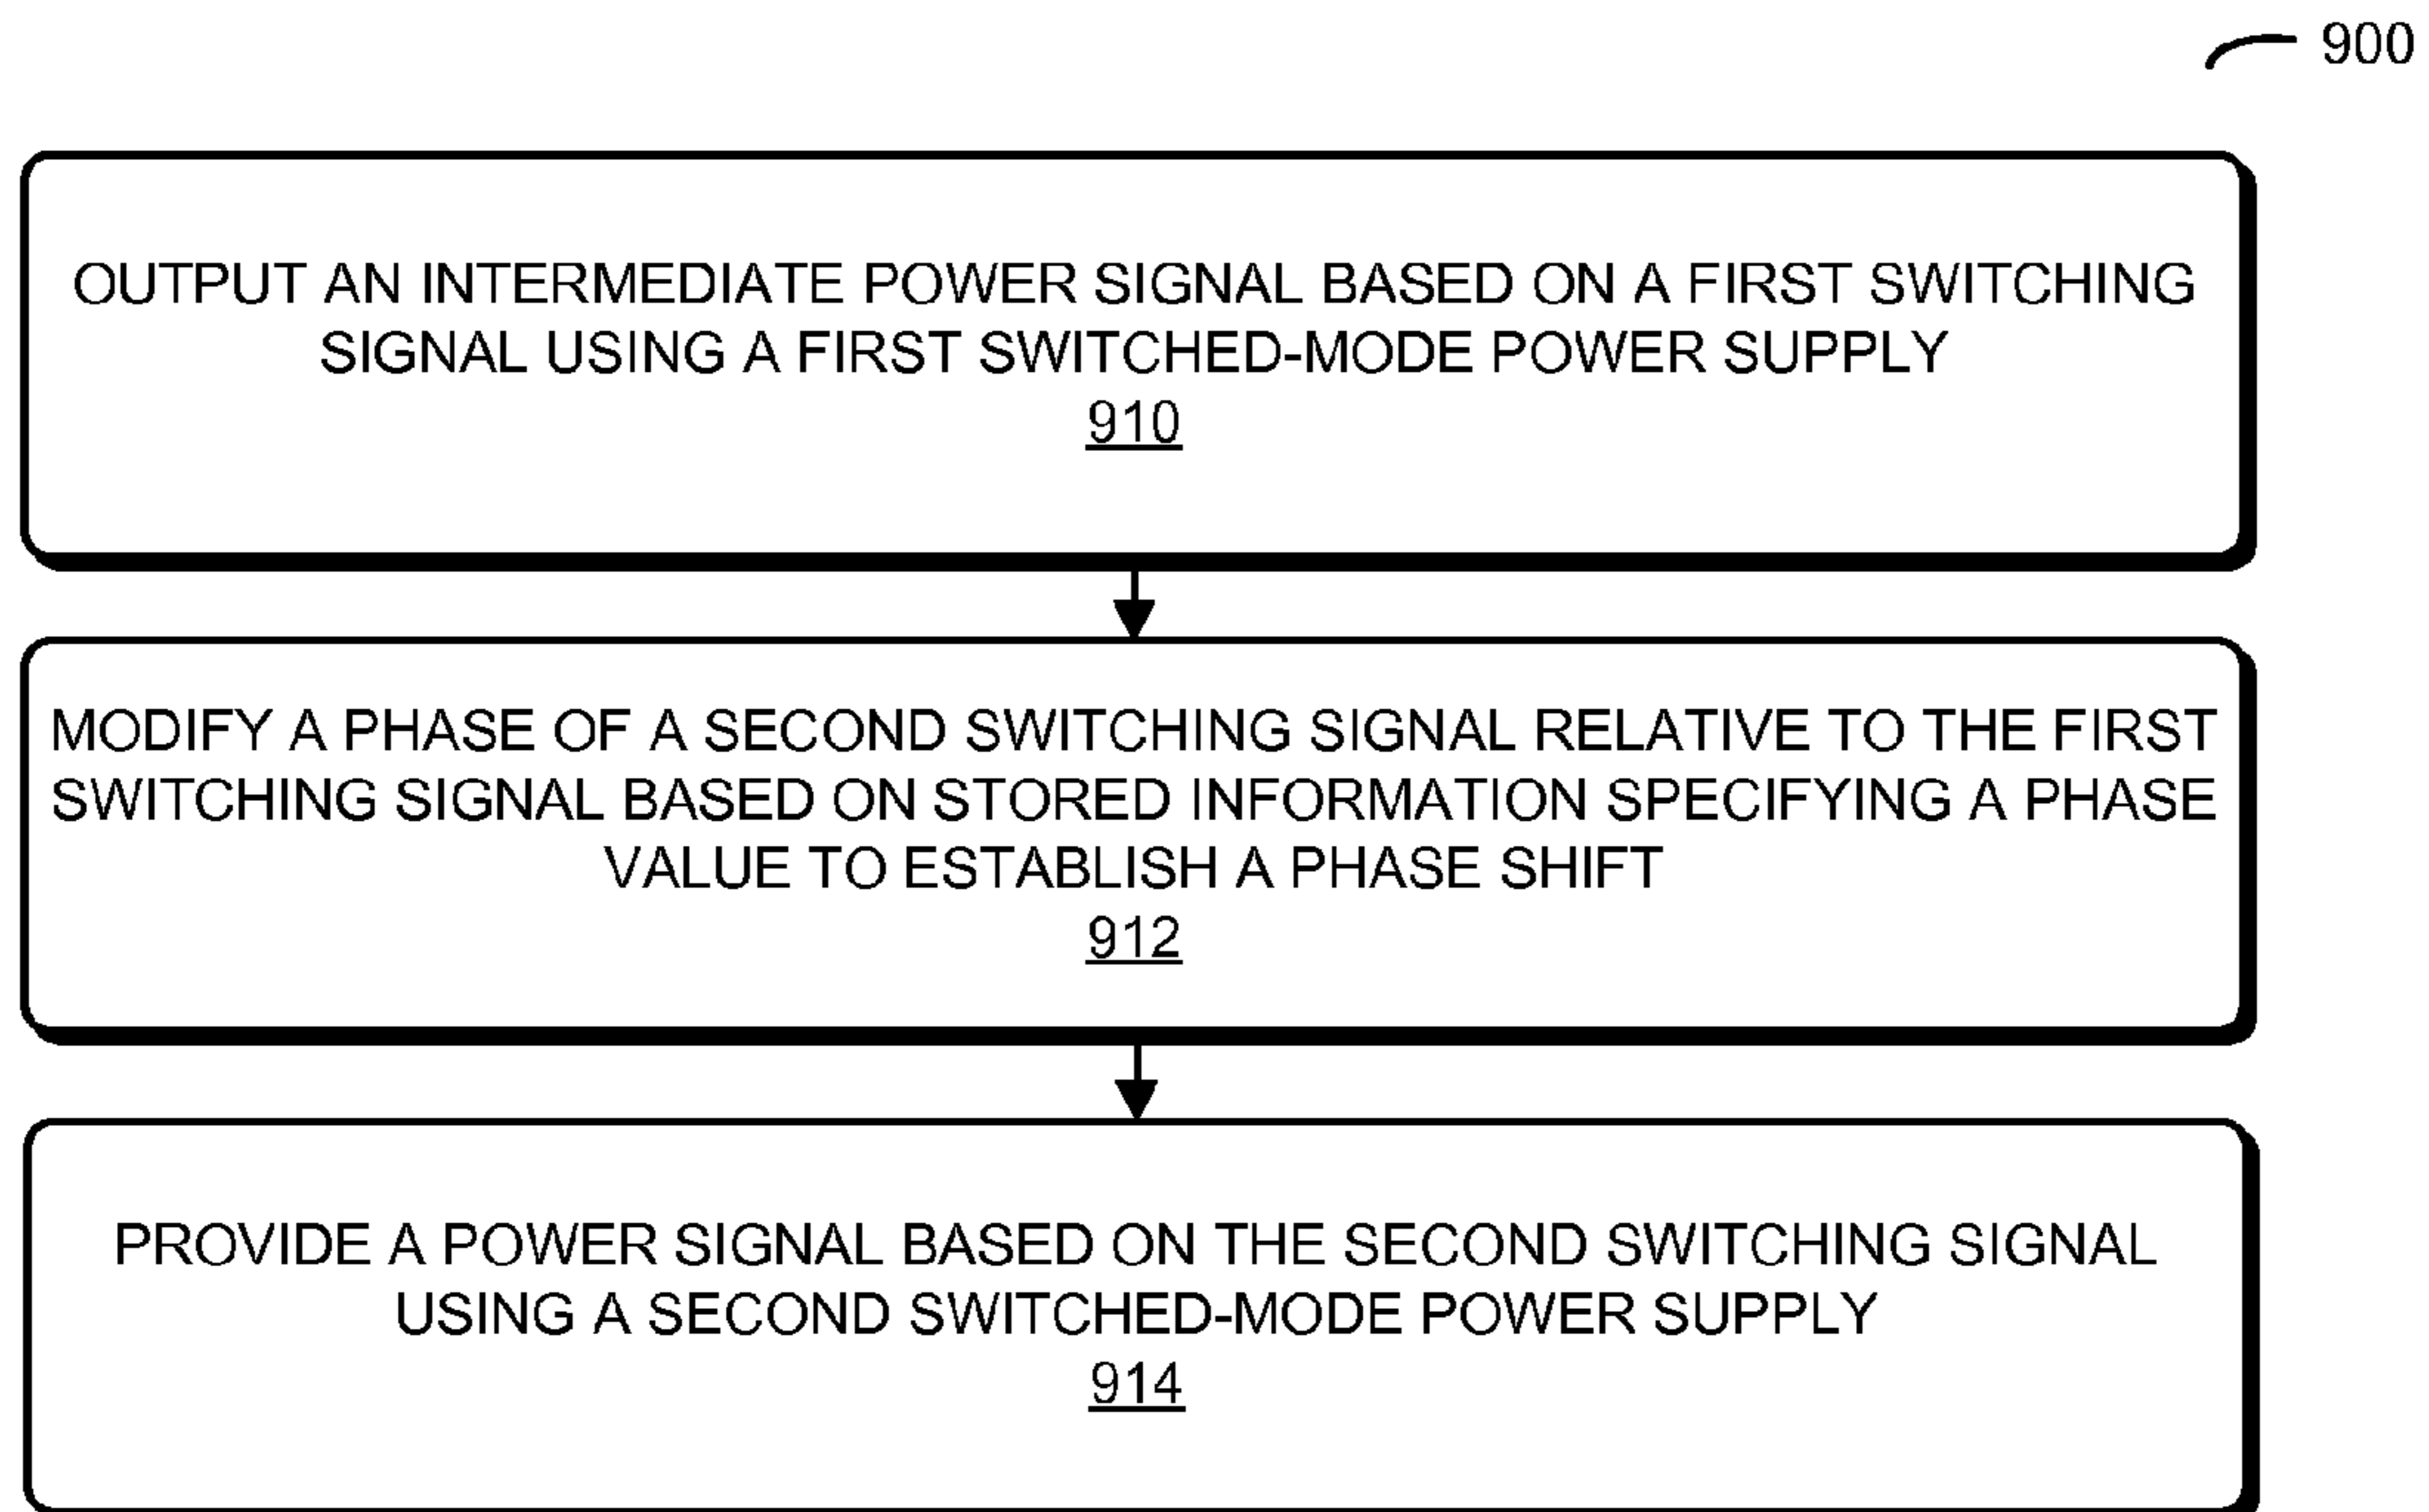 900
OUTPUT AN INTERMEDIATE POWER SIGNAL BASED ON A FIRST SWITCHING
SIGNAL USING A FIRST SWITCHED-MODE POWER SUPPLY
910
MODIFY A PHASE OF A SECOND SWITCHING SIGNAL RELATIVE TO THE FIRST
SWITCHING SIGNAL BASED ON STORED INFORMATION SPECIFYING A PHASE
VALUE TO ESTABLISH A PHASE SHIFT
912
PROVIDE A POWER SIGNAL BASED ON THE SECOND SWITCHING SIGNAL
USING A SECOND SWITCHED-MODE POWER SUPPLY
914